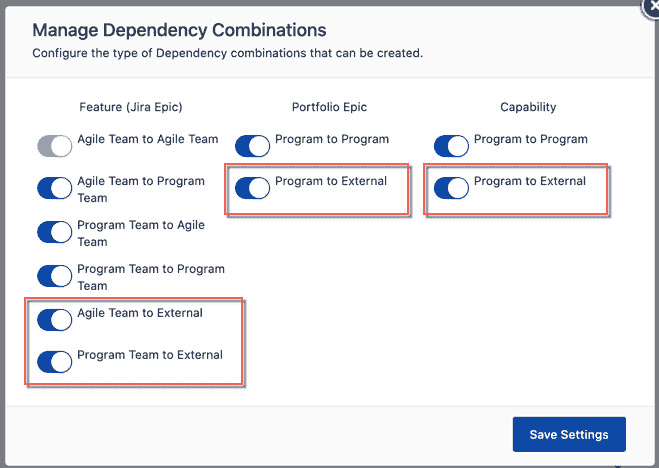 Manage Dependency Combinations
Configure the type of Dependency combinations that can be created.
Feature (Jira Epic)
Agile Team to Agile Team
Agile Team to Program
Team
Program Team to Agile
Team
Program Team to Program
Team
Agile Team to External
Program Team to External
Portfolio Epic
Program to Program
Program to External
Capability
Program to Program
Program to External
Save Settings